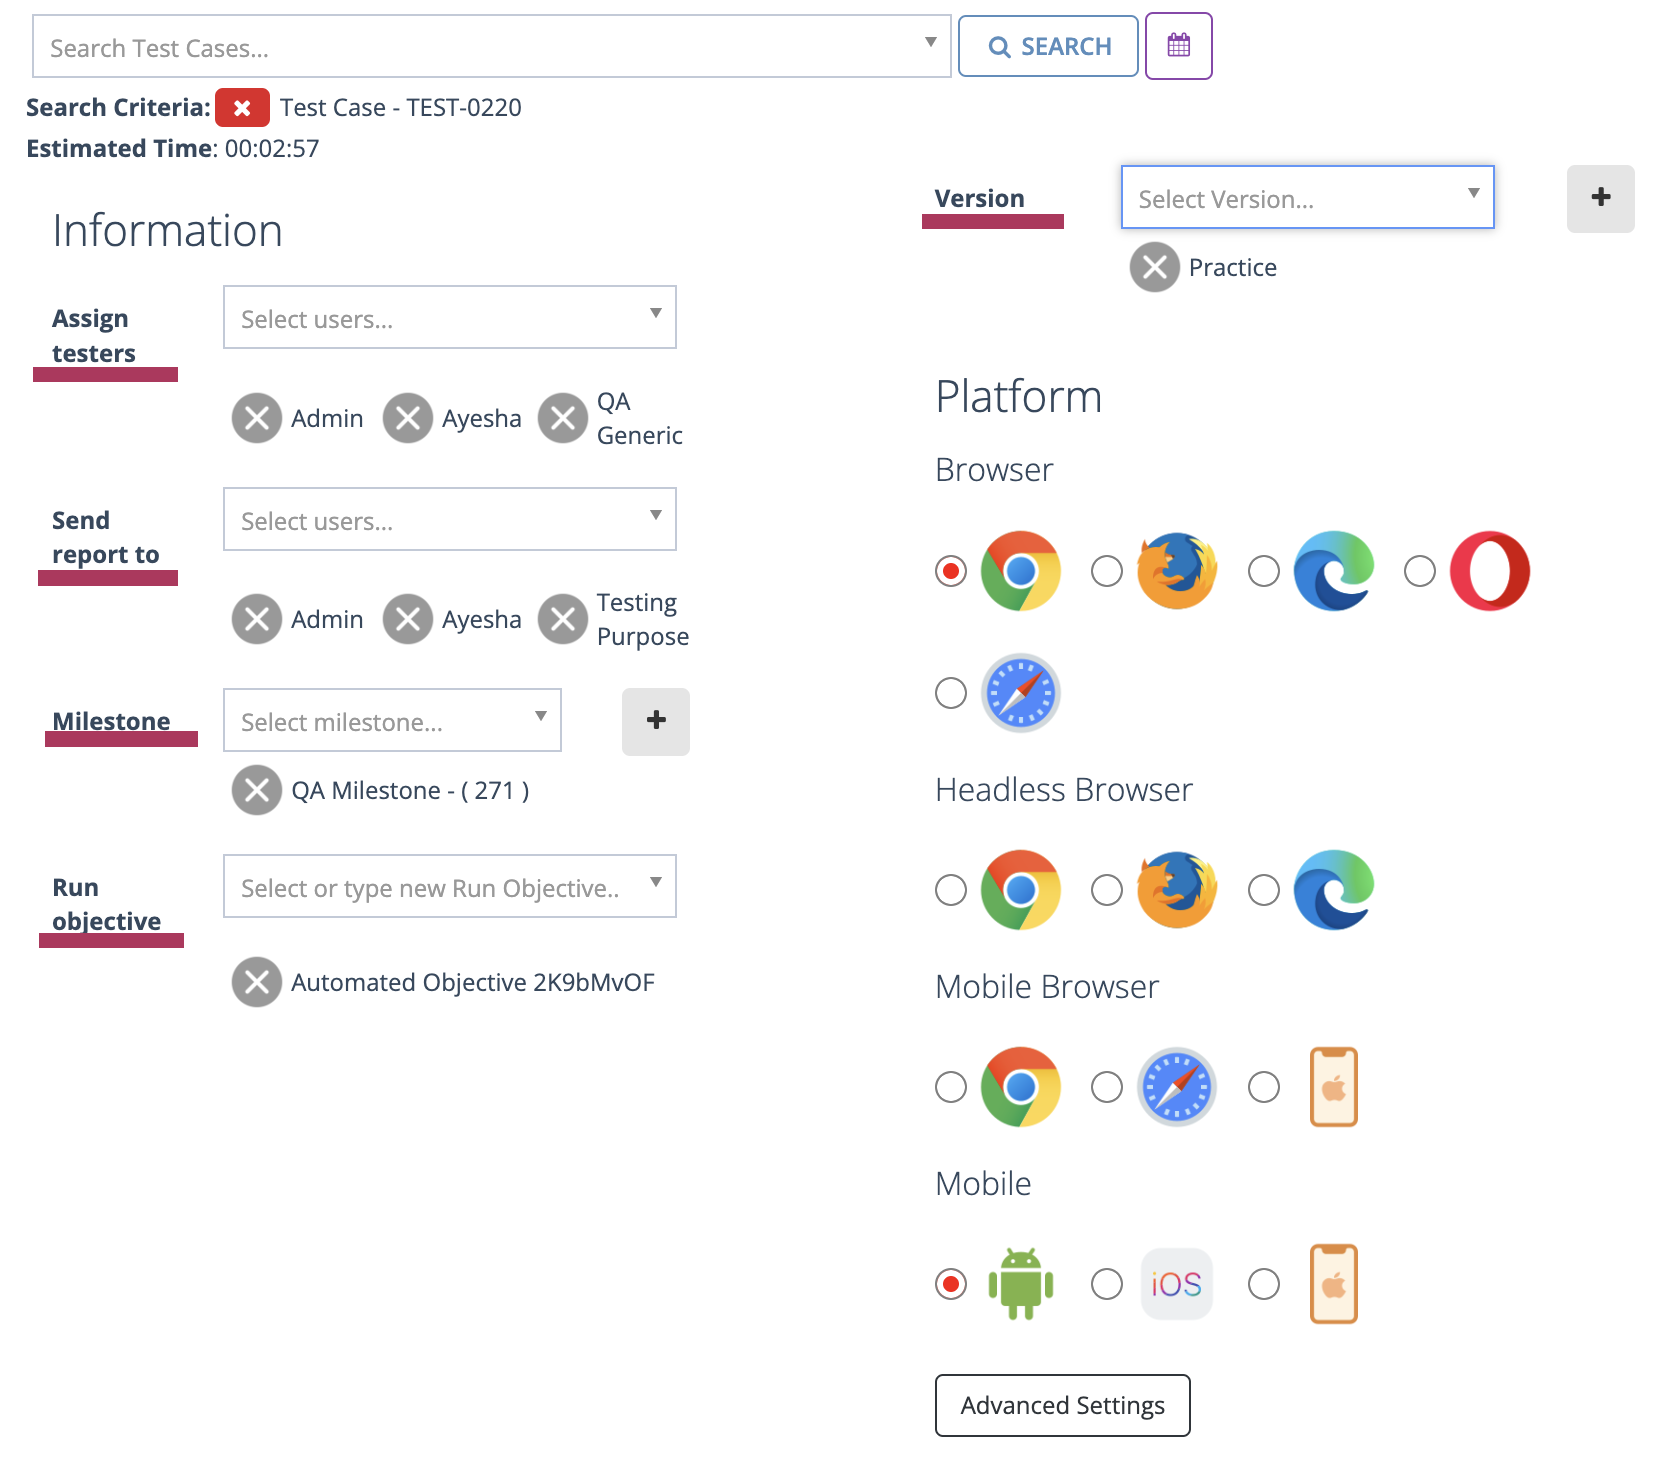 Search Test Cases...
SEARCH
Search Criteria: Test Case - TEST-0220
Estimated Time: 00:02:57
Information
Assign
testers
Select users...
Admin
Ayesha
QA
Generic
Send
report to
Select users...
Admin
Ayesha
Testing
Purpose
Milestone
Select milestone...
QA Milestone - ( 271 )
Run
objective
Select or type new Run Objective..
Automated Objective 2K9bMvOF
Version
Select Version...
Practice
Platform
Browser
Headless Browser
Mobile Browser
Mobile
iOS
Advanced Settings